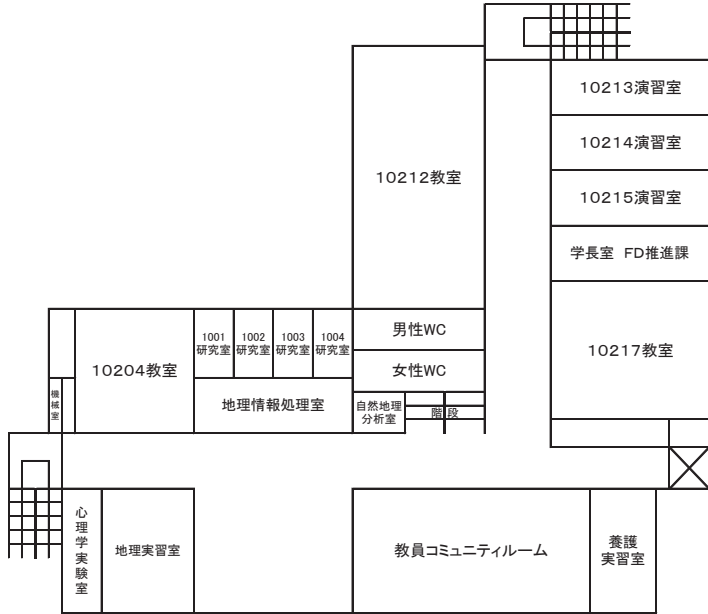 10213演習室
10214演習室
10212教室
10215演習室
学長室 FD推進課
男性WC
1001
研究室
1002
研究室
1003
研究室
1004
研究室
10217教室
10204教室
女性WC
機械室
地理情報処理室
自然地理
分析室
階段
心理学実験室
地理実習室
教員コミュニティルーム
養護
実習室